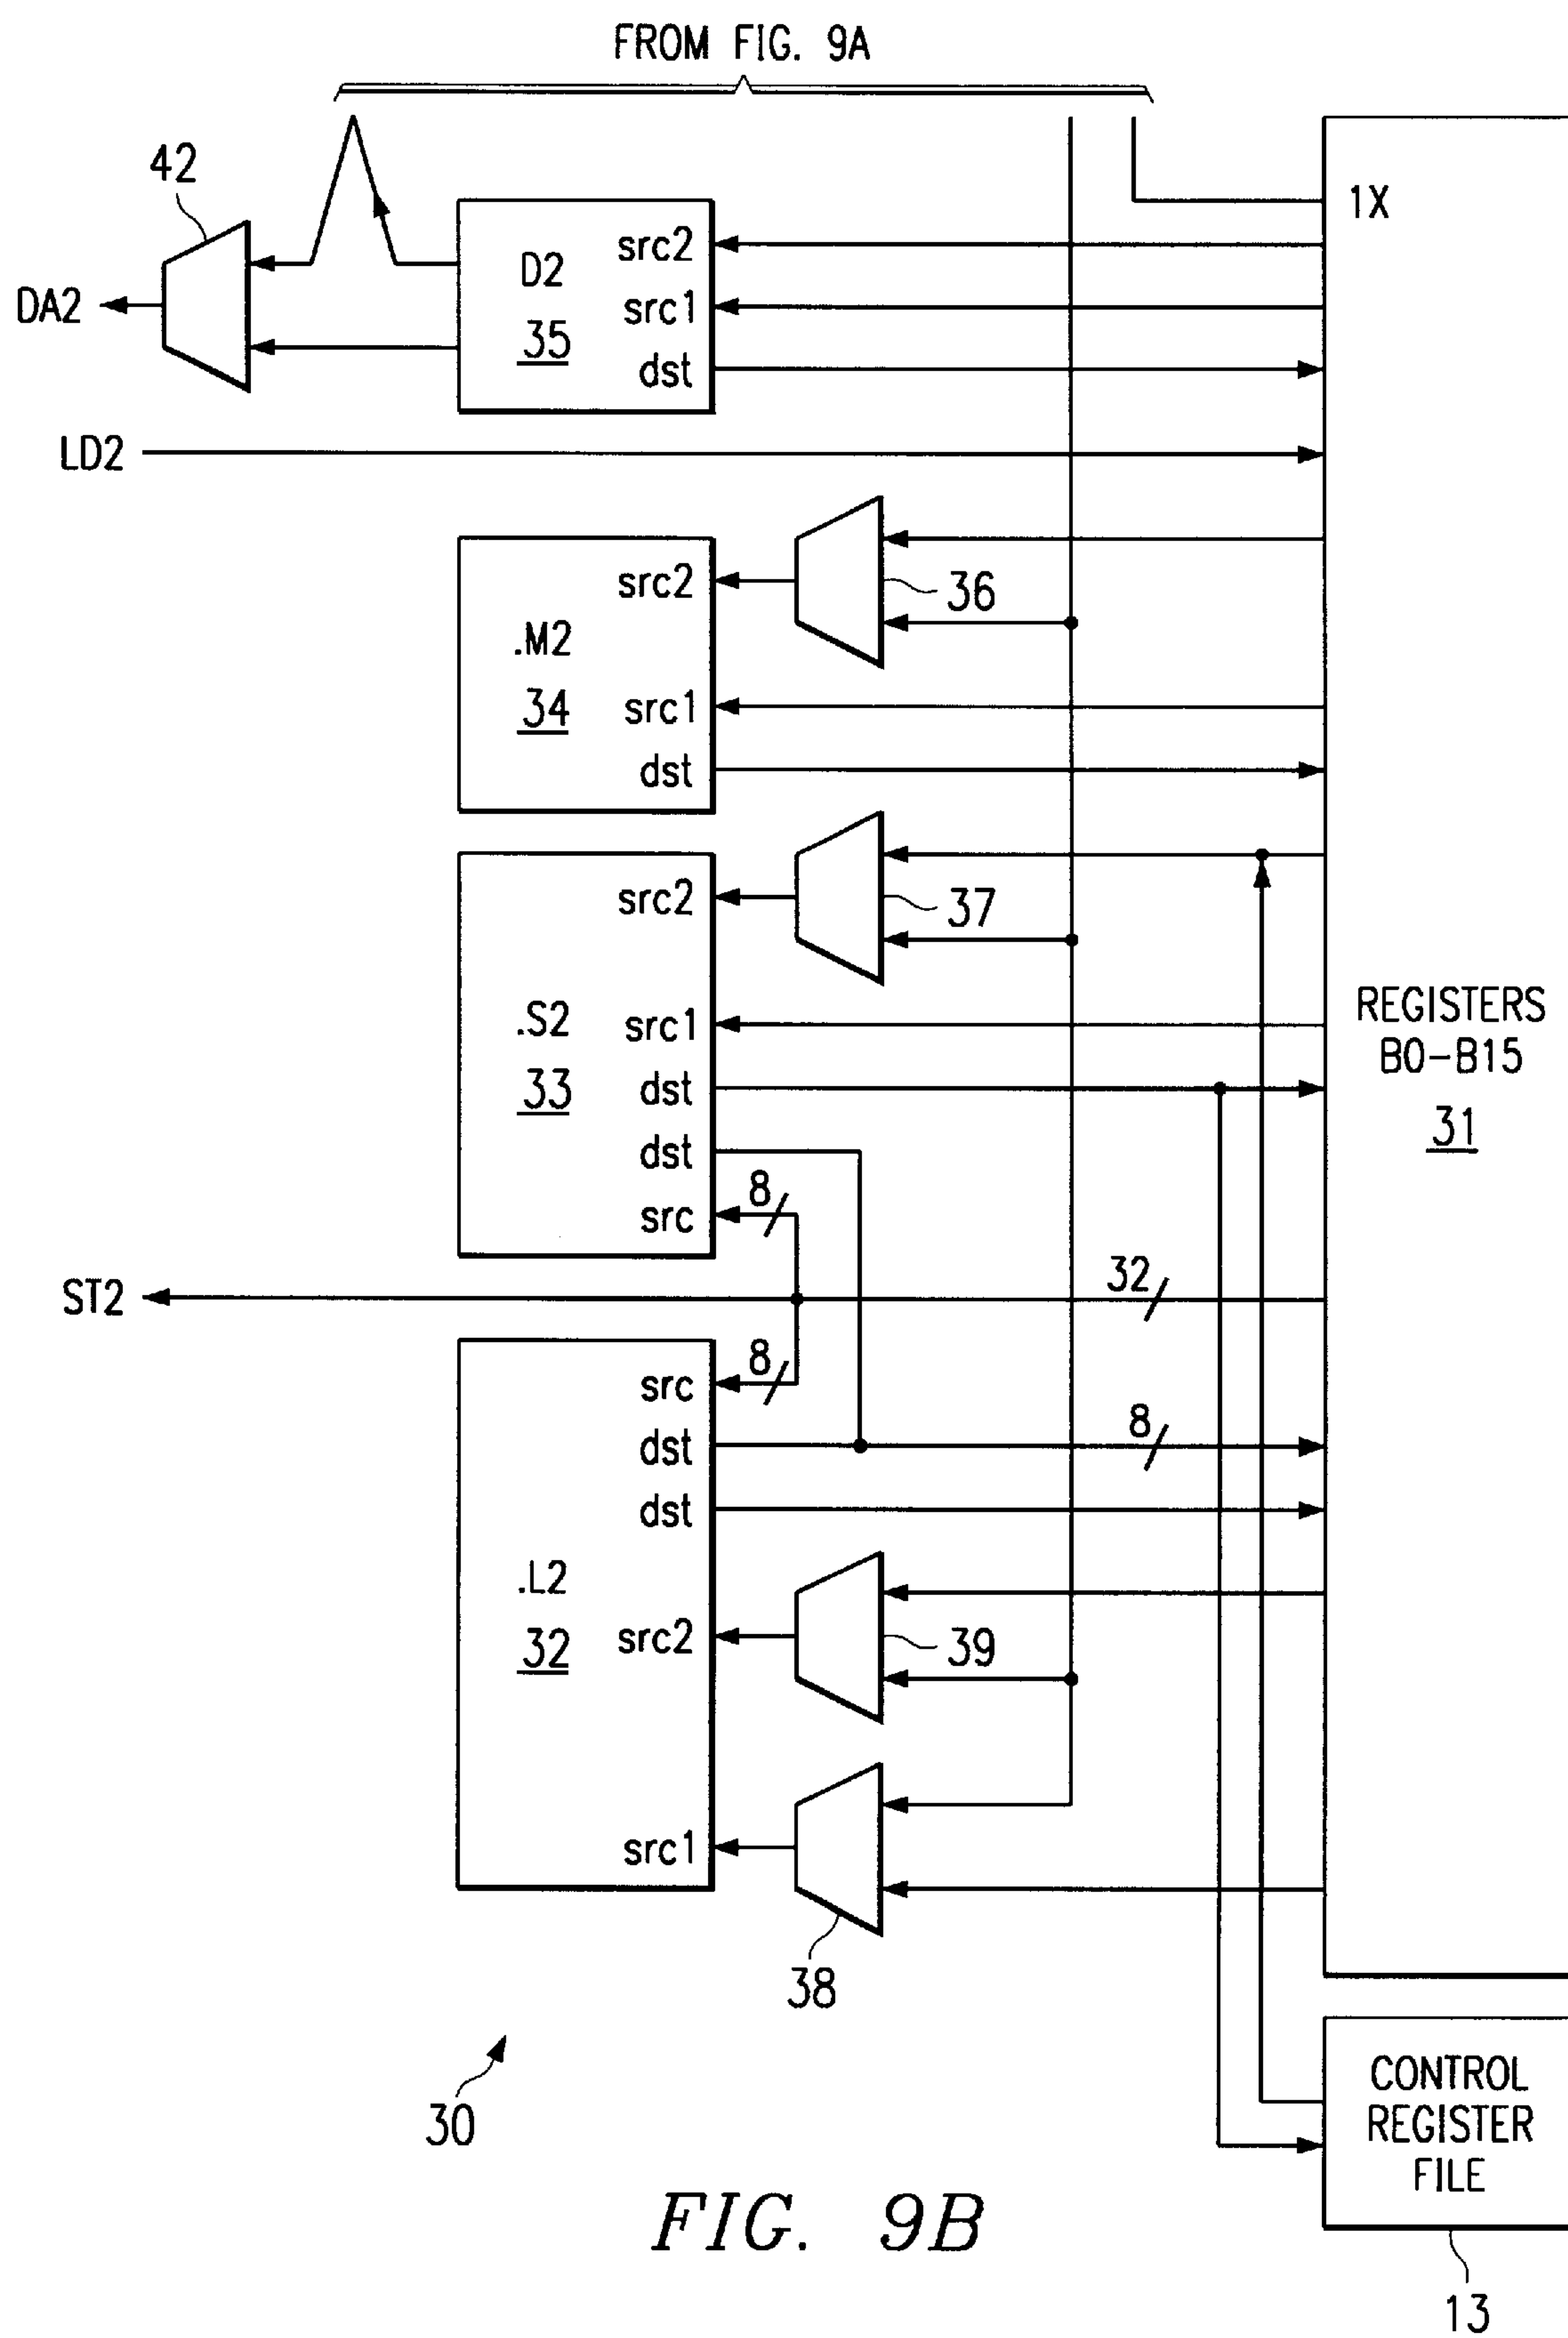 FROM FIG. 9A
42
1X
src2
D2
DA2
src1
35
dst
LD2
src2
36
.M2
34
src1
dst
src2
37
.S2
src1
REGISTERS
B0-B15
33
dst
31
dst
8
src
32
ST2
8
src
8
dst
dst
.L2
32
src2
39
src1
38
30
CONTROL
REGISTER
FILE
FIG. 9B
13